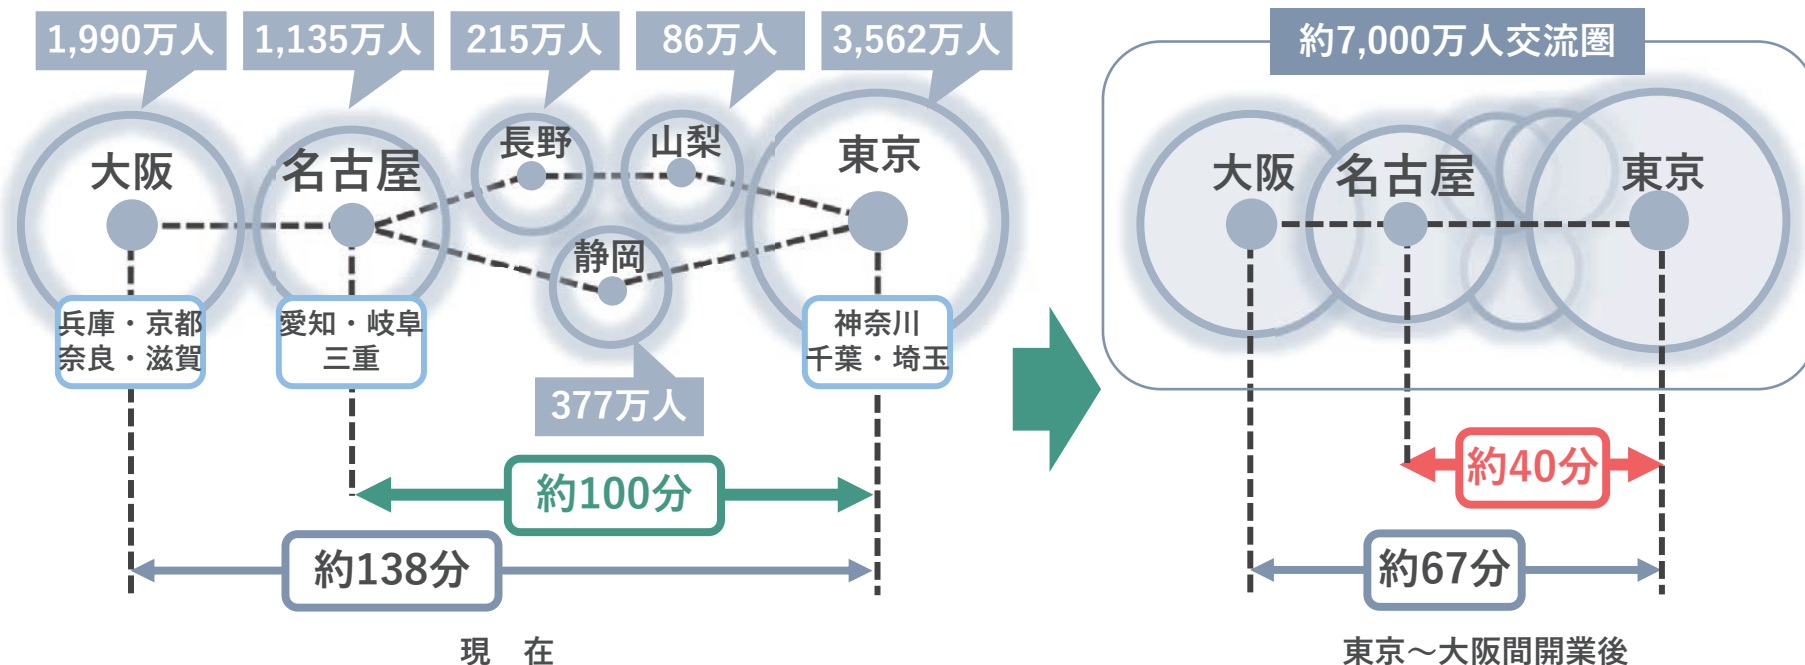 1,990万人
1,135万人
215万人
86万人
3,562万人
大阪
名古屋
長野
山梨
東京
静岡
兵庫・京都
奈良・滋賀
愛知・岐阜
三重
神奈川
千葉・埼玉
377万人
約100分
約138分
現　在
約7,000万人交流圏
大阪
名古屋
東京
約40分
約67分
東京～大阪間開業後